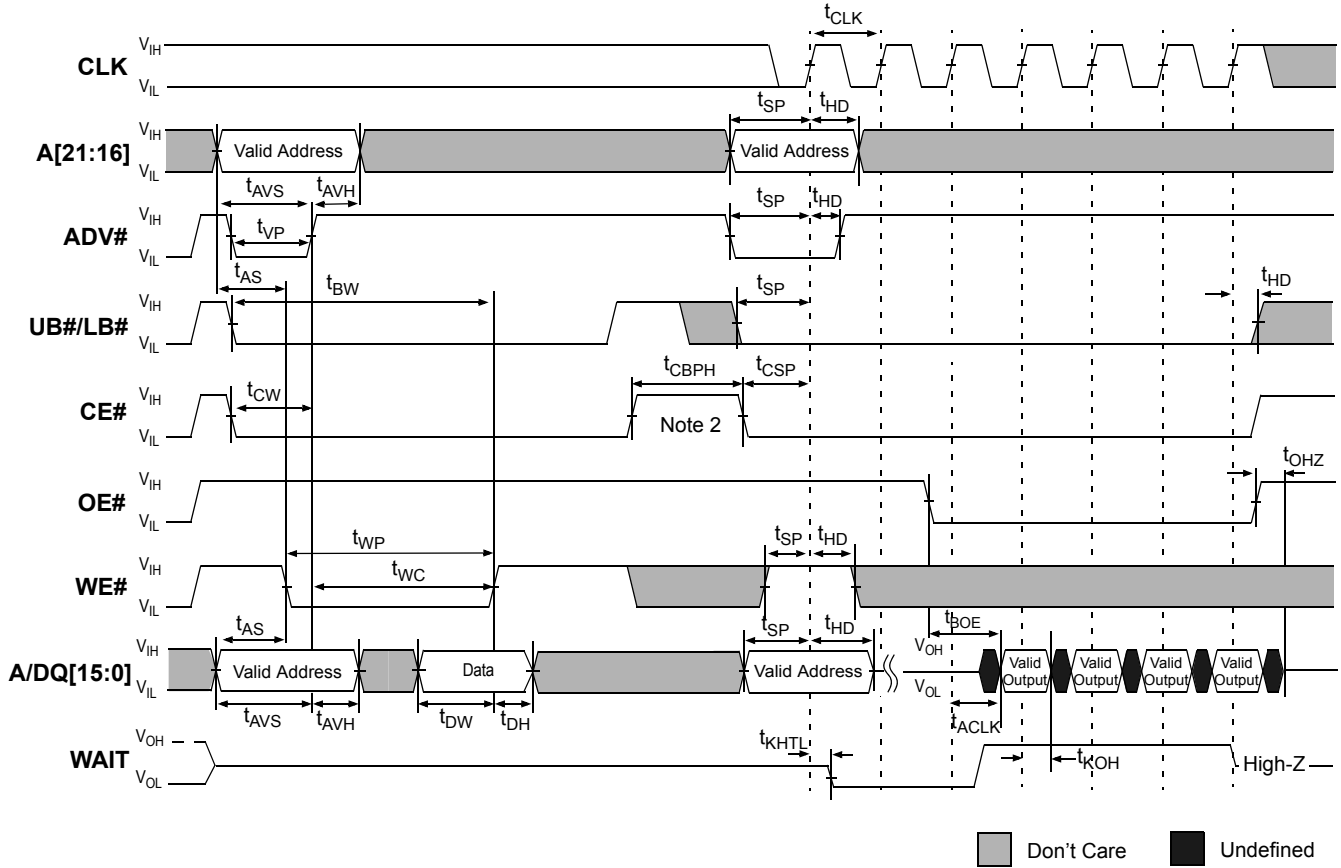 tCLK
CLK VIH
VIL
tSP tHD
A[21:16] VIH
VIL
Valid Address Valid Address
tAVS tAVH tSP tHD
ADV# VIH
VIL
tVP
tAS tBW tSP tHD
UB#/LB# VIH
VIL
tCBPH tCSP
CE# VIH
VIL
tCW
Note 2
tOHZ
OE# VIH
VIL
tWP tSP tHD
WE# VIH
VIL
tWC
tAS tSP tHD tBOE
A/DQ[15:0] VIH
VIL
Valid Address Data Valid Address
VOH
VOL
Valid Output Valid Output Valid Output Valid Output
tAVS tAVH tDW tDH tACLK
WAIT VOH
VOL
tKHTL tKOH
High-Z
Don't Care Undefined